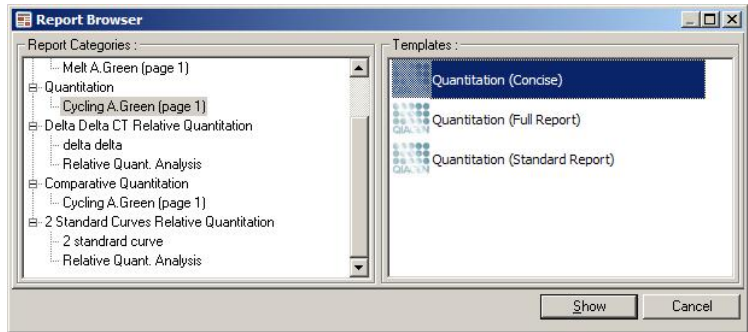 Report Browser
Report Categories :
Melt A.Green (page 1)
Quantitation
Cycling A.Green (page 1)
Delta Delta CT Relative Quantitation
delta delta
Relative Quant. Analysis
Comparative Quantitation
Cycling A.Green (page 1)
2 Standard Curves Relative Quantitation
2 standrard curve
Relative Quant. Analysis
Templates :
Quantitation (Concise)
Quantitation (Full Report)
QIAGEN
Quantitation (Standard Report)
QIAGEN
Show
Cancel